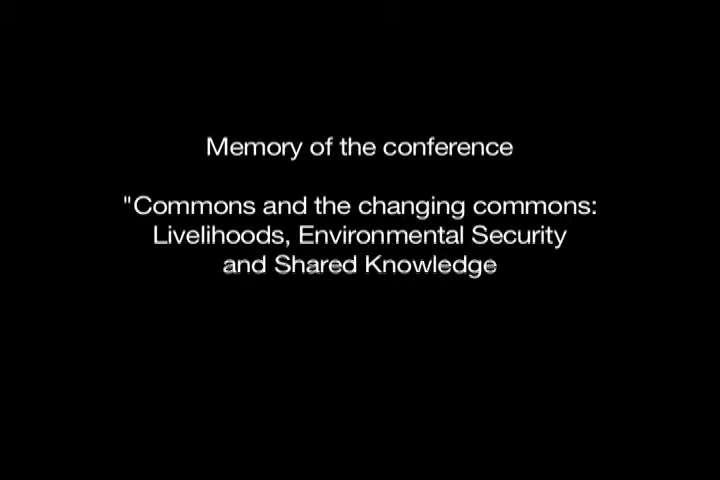 Memory of the conference
"Commons and the changing commons:
Livelihoods, Environmental Security
and Shared Knowledge